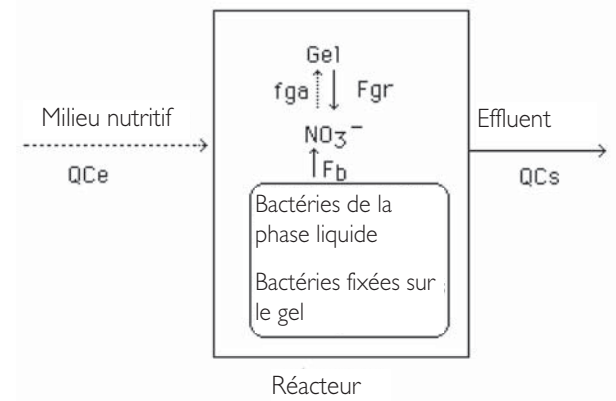 Gel
fga Fgr
Milieu nutritif
Effluent
NO3-
QCe
Fb
QCs
Bactéries de la
phase liquide
Bactéries fixées sur
le gel
Réacteur